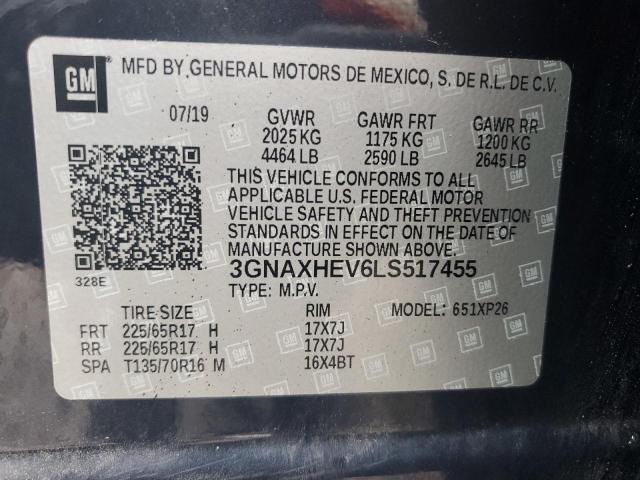 GM
MFD BY GENERAL MOTORS DE MEXICO, S. DE R.L. DE C.V.
07/19 GVWR GAWR FRT GAWR RR
2025 KG 1175 KG 1200 KG
4464 LB 2590 LB 2645 LB
THIS VEHICLE CONFORMS TO ALL
APPLICABLE U.S. FEDERAL MOTOR
VEHICLE SAFETY AND THEFT PREVENTION
STANDARDS IN EFFECT ON THE DATE OF
MANUFACTURE SHOWN ABOVE.
328E
3GNAXHEV6LS517455
TYPE: M.P.V. MODEL: 651XP26
TIRE SIZE RIM
FRT 225/65R17 H 17X7J
RR 225/65R17 H 17X7J
SPA T135/70R16 M 16X4BT